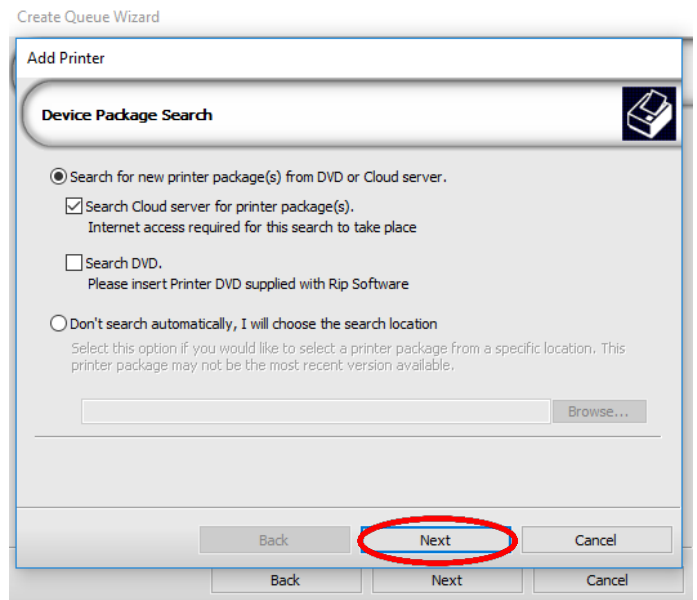 Create Queue Wizard
Add Printer
Device Package Search
Search for new printer package(s) from DVD or Cloud server.
Search Cloud server for printer package(s).
Internet access required for this search to take place
Search DVD.
Please insert Printer DVD supplied with Rip Software
Don't search automatically, I will choose the search location
Select this option if you would like to select a printer package from a specific location. This
printer package may not be the most recent version available.
Browse...
Back Next Cancel
Back Next Cancel